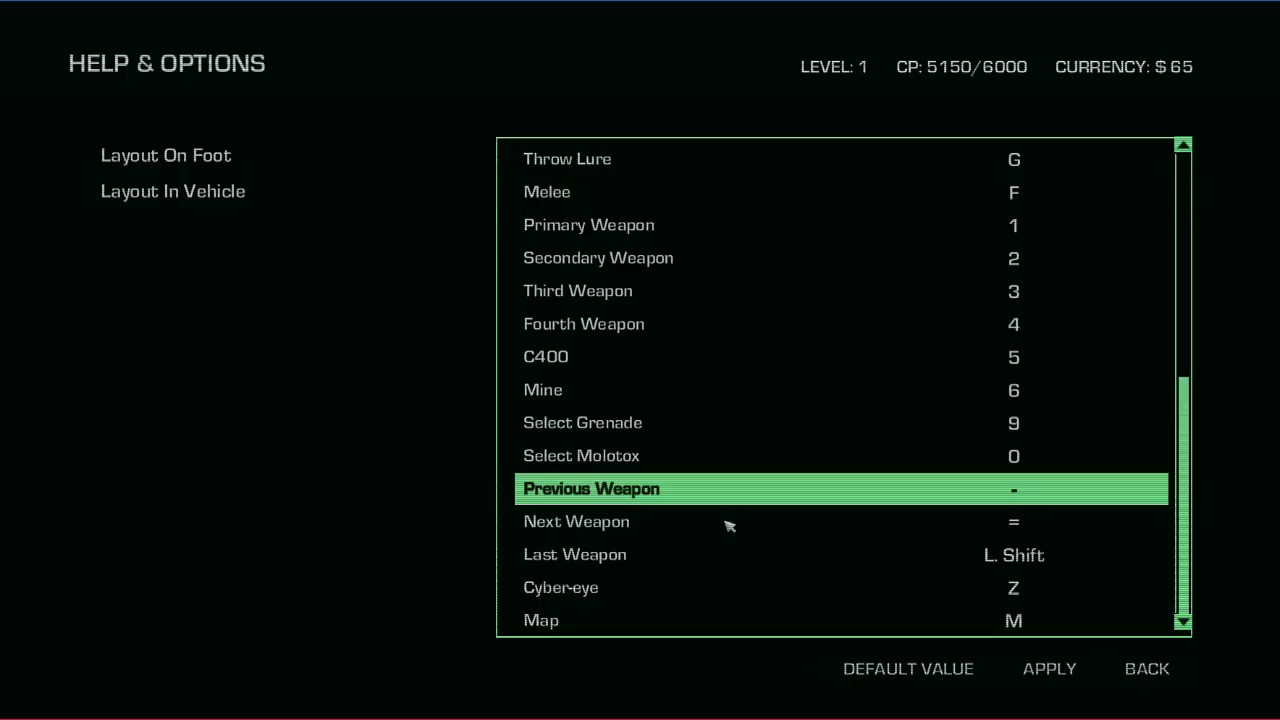 HELP & OPTIONS
LEVEL: 1 CP: 5150/6000 CURRENCY: $ 65
Layout On Foot
Layout In Vehicle
Throw Lure G
Melee F
Primary Weapon 1
Secondary Weapon 2
Third Weapon 3
Fourth Weapon 4
C400 5
Mine 6
Select Grenade 9
Select Molotox 0
Previous Weapon -
Next Weapon =
Last Weapon L. Shift
Cyber-eye Z
Map M
DEFAULT VALUE APPLY BACK